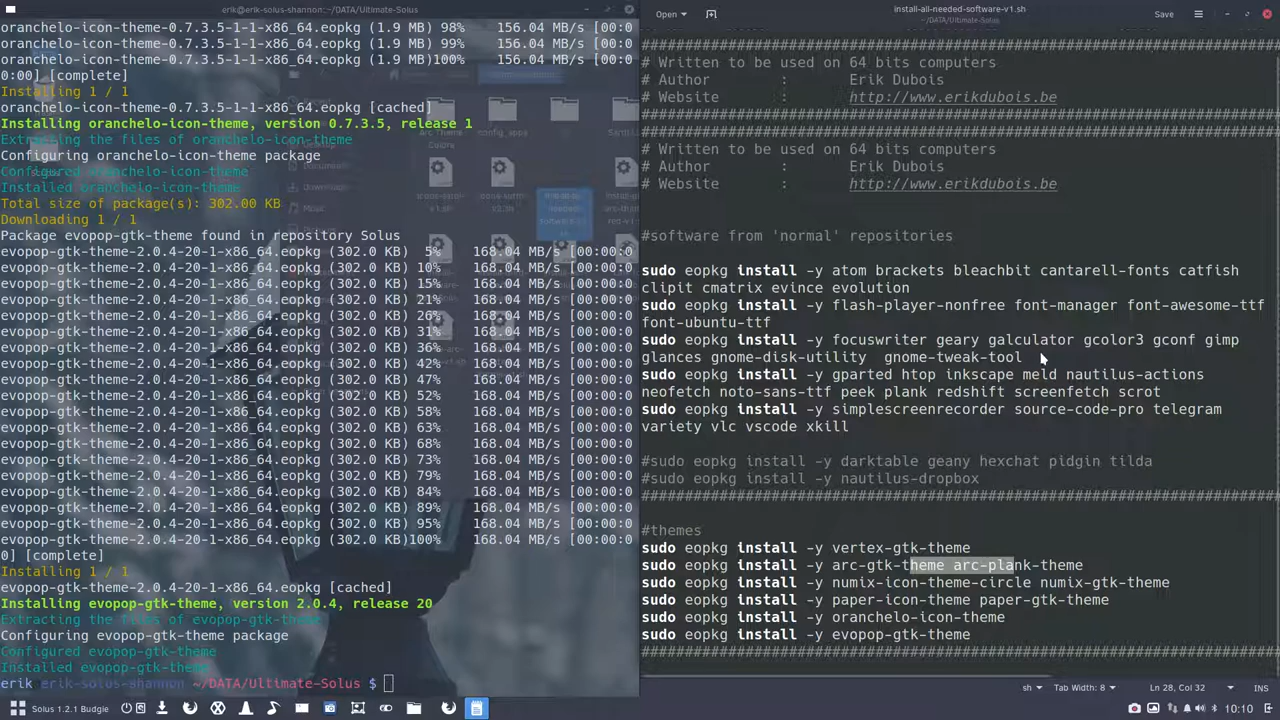 erik@erik-solus-shannon:~/DATA/Ultimate-Solus
oranchelo-icon-theme-0.7.3.5-1-1-x86_64.eopkg (1.9 MB) 98%    156.04 MB/s [00:0
oranchelo-icon-theme-0.7.3.5-1-1-x86_64.eopkg (1.9 MB) 99%    156.04 MB/s [00:0
oranchelo-icon-theme-0.7.3.5-1-1-x86_64.eopkg (1.9 MB)100%    156.04 MB/s [00:0
0:00] [complete]
Installing 1 / 1
oranchelo-icon-theme-0.7.3.5-1-1-x86_64.eopkg [cached]
Installing oranchelo-icon-theme, version 0.7.3.5, release 1
Extracting the files of oranchelo-icon-theme
Configuring oranchelo-icon-theme package
Configured oranchelo-icon-theme
Installed oranchelo-icon-theme
Total size of package(s): 302.00 KB
Downloading 1 / 1
Package evopop-gtk-theme found in repository Solus
evopop-gtk-theme-2.0.4-20-1-x86_64.eopkg (302.0 KB)  5%    168.04 MB/s [00:00:0
evopop-gtk-theme-2.0.4-20-1-x86_64.eopkg (302.0 KB) 10%    168.04 MB/s [00:00:0
evopop-gtk-theme-2.0.4-20-1-x86_64.eopkg (302.0 KB) 15%    168.04 MB/s [00:00:0
evopop-gtk-theme-2.0.4-20-1-x86_64.eopkg (302.0 KB) 21%    168.04 MB/s [00:00:0
evopop-gtk-theme-2.0.4-20-1-x86_64.eopkg (302.0 KB) 26%    168.04 MB/s [00:00:0
evopop-gtk-theme-2.0.4-20-1-x86_64.eopkg (302.0 KB) 31%    168.04 MB/s [00:00:0
evopop-gtk-theme-2.0.4-20-1-x86_64.eopkg (302.0 KB) 36%    168.04 MB/s [00:00:0
evopop-gtk-theme-2.0.4-20-1-x86_64.eopkg (302.0 KB) 42%    168.04 MB/s [00:00:0
evopop-gtk-theme-2.0.4-20-1-x86_64.eopkg (302.0 KB) 47%    168.04 MB/s [00:00:0
evopop-gtk-theme-2.0.4-20-1-x86_64.eopkg (302.0 KB) 52%    168.04 MB/s [00:00:0
evopop-gtk-theme-2.0.4-20-1-x86_64.eopkg (302.0 KB) 58%    168.04 MB/s [00:00:0
evopop-gtk-theme-2.0.4-20-1-x86_64.eopkg (302.0 KB) 63%    168.04 MB/s [00:00:0
evopop-gtk-theme-2.0.4-20-1-x86_64.eopkg (302.0 KB) 68%    168.04 MB/s [00:00:0
evopop-gtk-theme-2.0.4-20-1-x86_64.eopkg (302.0 KB) 73%    168.04 MB/s [00:00:0
evopop-gtk-theme-2.0.4-20-1-x86_64.eopkg (302.0 KB) 79%    168.04 MB/s [00:00:0
evopop-gtk-theme-2.0.4-20-1-x86_64.eopkg (302.0 KB) 84%    168.04 MB/s [00:00:0
evopop-gtk-theme-2.0.4-20-1-x86_64.eopkg (302.0 KB) 89%    168.04 MB/s [00:00:0
evopop-gtk-theme-2.0.4-20-1-x86_64.eopkg (302.0 KB) 95%    168.04 MB/s [00:00:0
evopop-gtk-theme-2.0.4-20-1-x86_64.eopkg (302.0 KB)100%    168.04 MB/s [00:00:0
0] [complete]
Installing 1 / 1
evopop-gtk-theme-2.0.4-20-1-x86_64.eopkg [cached]
Installing evopop-gtk-theme, version 2.0.4, release 20
Extracting the files of evopop-gtk-theme
Configuring evopop-gtk-theme package
Configured evopop-gtk-theme
Installed evopop-gtk-theme
erik erik-solus-shannon ~/DATA/Ultimate-Solus $
Open
install-all-needed-software-v1.sh
~/DATA/Ultimate-Solus
Save
##################################################################
# Written to be used on 64 bits computers
# Author       :       Erik Dubois
# Website      :       http://www.erikdubois.be
##################################################################
##################################################################
# Written to be used on 64 bits computers
# Author       :       Erik Dubois
# Website      :       http://www.erikdubois.be
#software from 'normal' repositories
sudo eopkg install -y atom brackets bleachbit cantarell-fonts catfish
clipit cmatrix evince evolution
sudo eopkg install -y flash-player-nonfree font-manager font-awesome-ttf
font-ubuntu-ttf
sudo eopkg install -y focuswriter geary galculator gcolor3 gconf gimp
glances gnome-disk-utility  gnome-tweak-tool
sudo eopkg install -y gparted htop inkscape meld nautilus-actions
neofetch noto-sans-ttf peek plank redshift screenfetch scrot
sudo eopkg install -y simplescreenrecorder source-code-pro telegram
variety vlc vscode xkill
#sudo eopkg install -y darktable geany hexchat pidgin tilda
#sudo eopkg install -y nautilus-dropbox
##################################################################
#themes
sudo eopkg install -y vertex-gtk-theme
sudo eopkg install -y arc-gtk-theme arc-plank-theme
sudo eopkg install -y numix-icon-theme-circle numix-gtk-theme
sudo eopkg install -y paper-icon-theme paper-gtk-theme
sudo eopkg install -y oranchelo-icon-theme
sudo eopkg install -y evopop-gtk-theme
##################################################################
sh
Tab Width: 8
Ln 28, Col 32
INS
Solus 1.2.1 Budgie
10:10